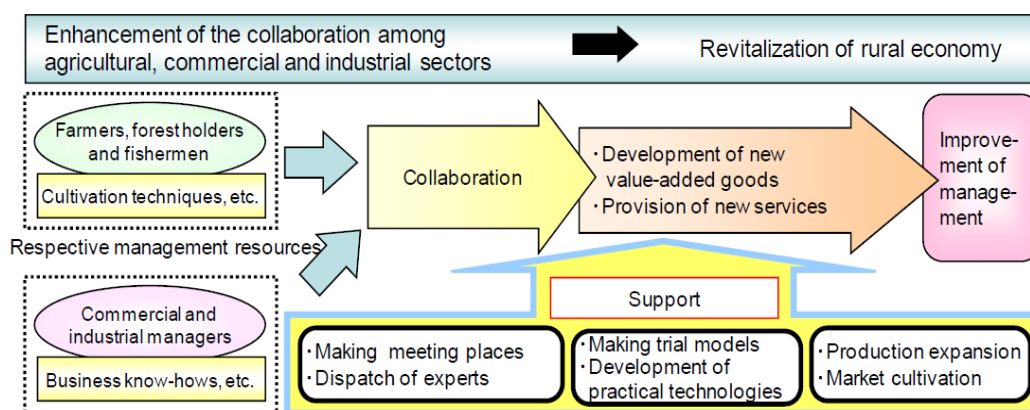 Enhancement of the collaboration among
agricultural, commercial and industrial sectors
Revitalization of rural economy
Farmers, forest holders
and fishermen
Cultivation techniques, etc.
Respective management resources
Commercial and
industrial managers
Business know-hows, etc.
Collaboration
・Development of new
value-added goods
・Provision of new services
Improve-
ment of
manage-
ment
Support
・Making meeting places
・Dispatch of experts
・Making trial models
・Development of
practical technologies
・Production expansion
・Market cultivation